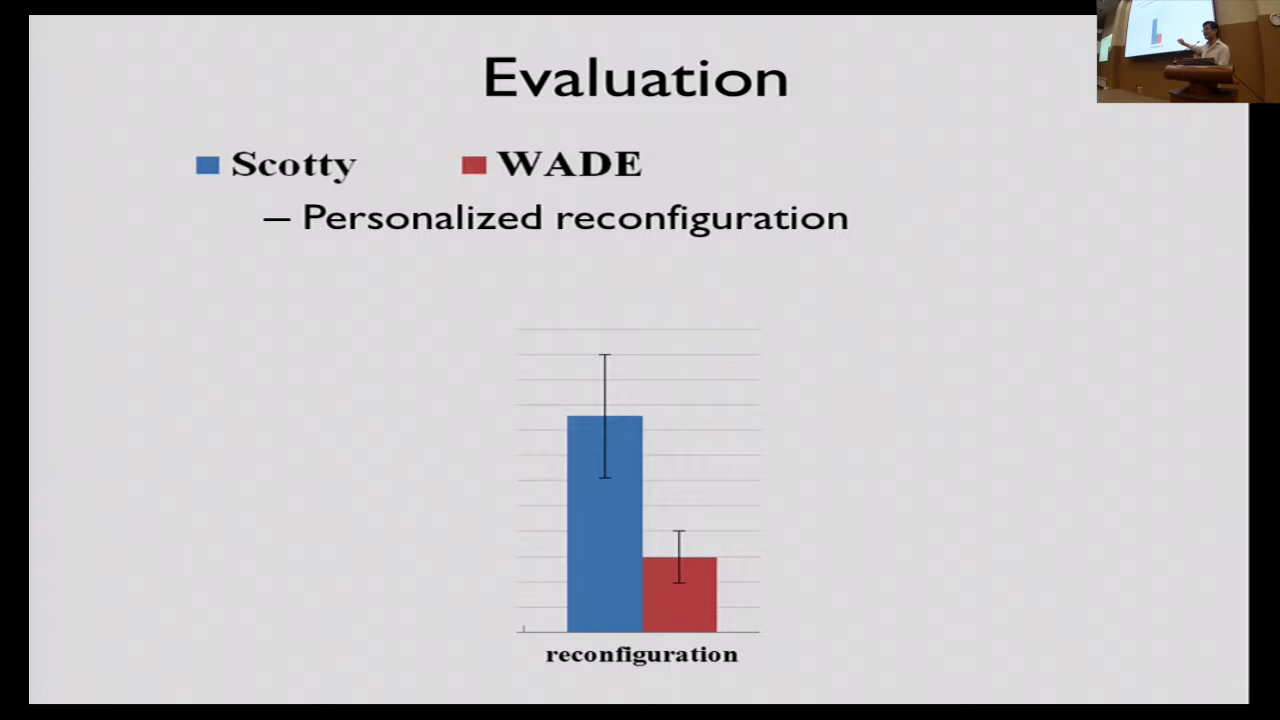 Evaluation
Scotty WADE
– Personalized reconfiguration
reconfiguration